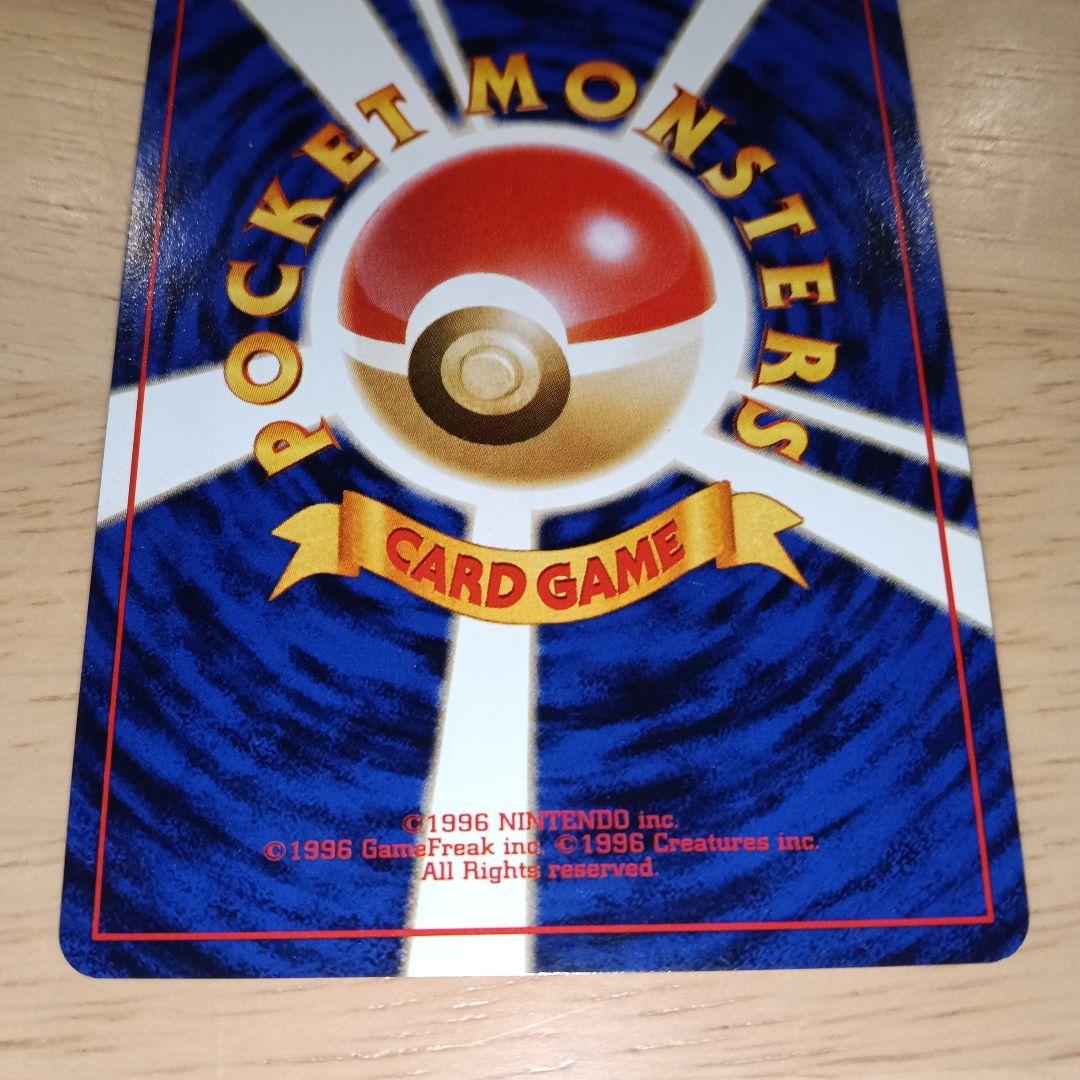 POCKET MONSTERS
CARD GAME
©1996 NINTENDO inc.
©1996 GameFreak inc. ©1996 Creatures inc.
All Rights reserved.